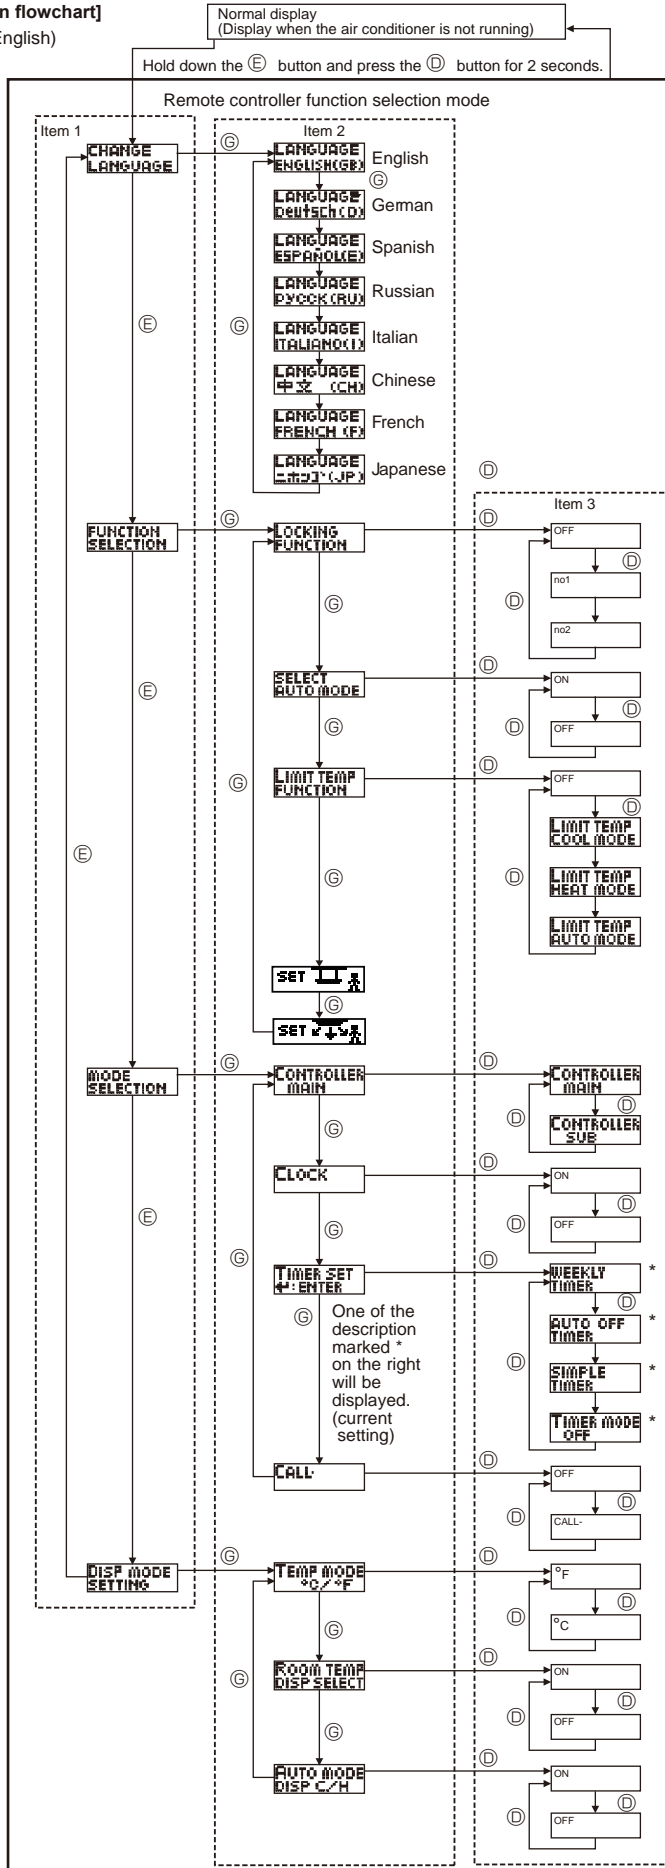 n flowchart]
English)
Normal display
(Display when the air conditioner is not running)
Hold down the Ⓔ button and press the Ⓓ button for 2 seconds.
Remote controller function selection mode
Item 1
Item 2
CHANGE
LANGUAGE
Ⓖ
LANGUAGE
ENGLISH(GB)
English
Ⓖ
LANGUAGE
Deutsch(D)
German
LANGUAGE
ESPAÑOL(E)
Spanish
Ⓔ
Ⓖ
LANGUAGE
РУССК(RU)
Russian
LANGUAGE
ITALIANO(I)
Italian
LANGUAGE
中文 (CH)
Chinese
LANGUAGE
FRENCH (F)
French
LANGUAGE
ニホンゴ(JP)
Japanese
Ⓓ
Item 3
FUNCTION
SELECTION
Ⓖ
LOCKING
FUNCTION
Ⓓ
OFF
Ⓓ
no1
Ⓓ
no2
Ⓖ
Ⓔ
SELECT
AUTO MODE
Ⓓ
ON
Ⓓ
Ⓓ
OFF
Ⓖ
Ⓖ
LIMIT TEMP
FUNCTION
Ⓓ
OFF
Ⓓ
LIMIT TEMP
COOL MODE
Ⓔ
Ⓓ
LIMIT TEMP
HEAT MODE
Ⓖ
LIMIT TEMP
AUTO MODE
SET
Ⓖ
SET
MODE
SELECTION
Ⓖ
CONTROLLER
MAIN
Ⓓ
CONTROLLER
MAIN
Ⓓ
Ⓓ
CONTROLLER
SUB
Ⓖ
CLOCK
Ⓓ
ON
Ⓓ
Ⓓ
OFF
Ⓔ
Ⓖ
Ⓖ
TIMER SET
↵:ENTER
Ⓓ
WEEKLY
TIMER
*
Ⓓ
AUTO OFF
TIMER
*
Ⓓ
SIMPLE
TIMER
*
TIMER MODE
OFF
*
Ⓖ
One of the
description
marked *
on the right
will be
displayed.
(current
setting)
CALL-
Ⓓ
OFF
Ⓓ
Ⓓ
CALL-
DISP MODE
SETTING
Ⓖ
TEMP MODE
°C/°F
Ⓓ
°F
Ⓓ
Ⓓ
°C
Ⓖ
Ⓖ
ROOM TEMP
DISP SELECT
Ⓓ
ON
Ⓓ
Ⓓ
OFF
Ⓖ
AUTO MODE
DISP C/H
Ⓓ
ON
Ⓓ
Ⓓ
OFF